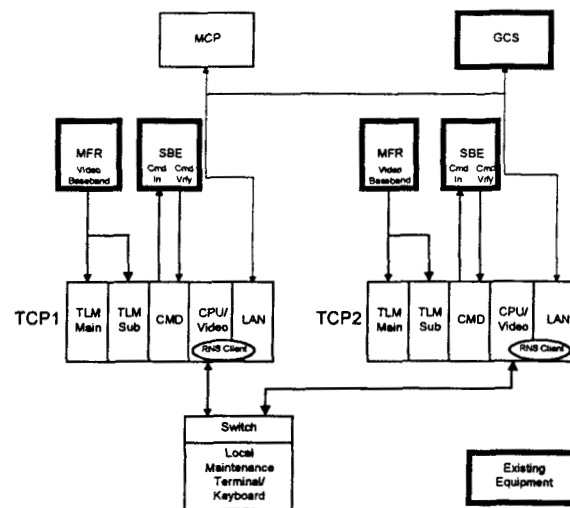 MCP
GCS
MFR
Video
Baseband
SBE
Cmd Cmd
In Vrfy
MFR
Video
Baseband
SBE
Cmd Cmd
In Vrfy
TCP1
TLM
Main
TLM
Sub
CMD
CPU/
Video
LAN
RNS Client
TCP2
TLM
Main
TLM
Sub
CMD
CPU/
Video
LAN
RNS Client
Switch
Local
Maintenance
Terminal/
Keyboard
Existing
Equipment